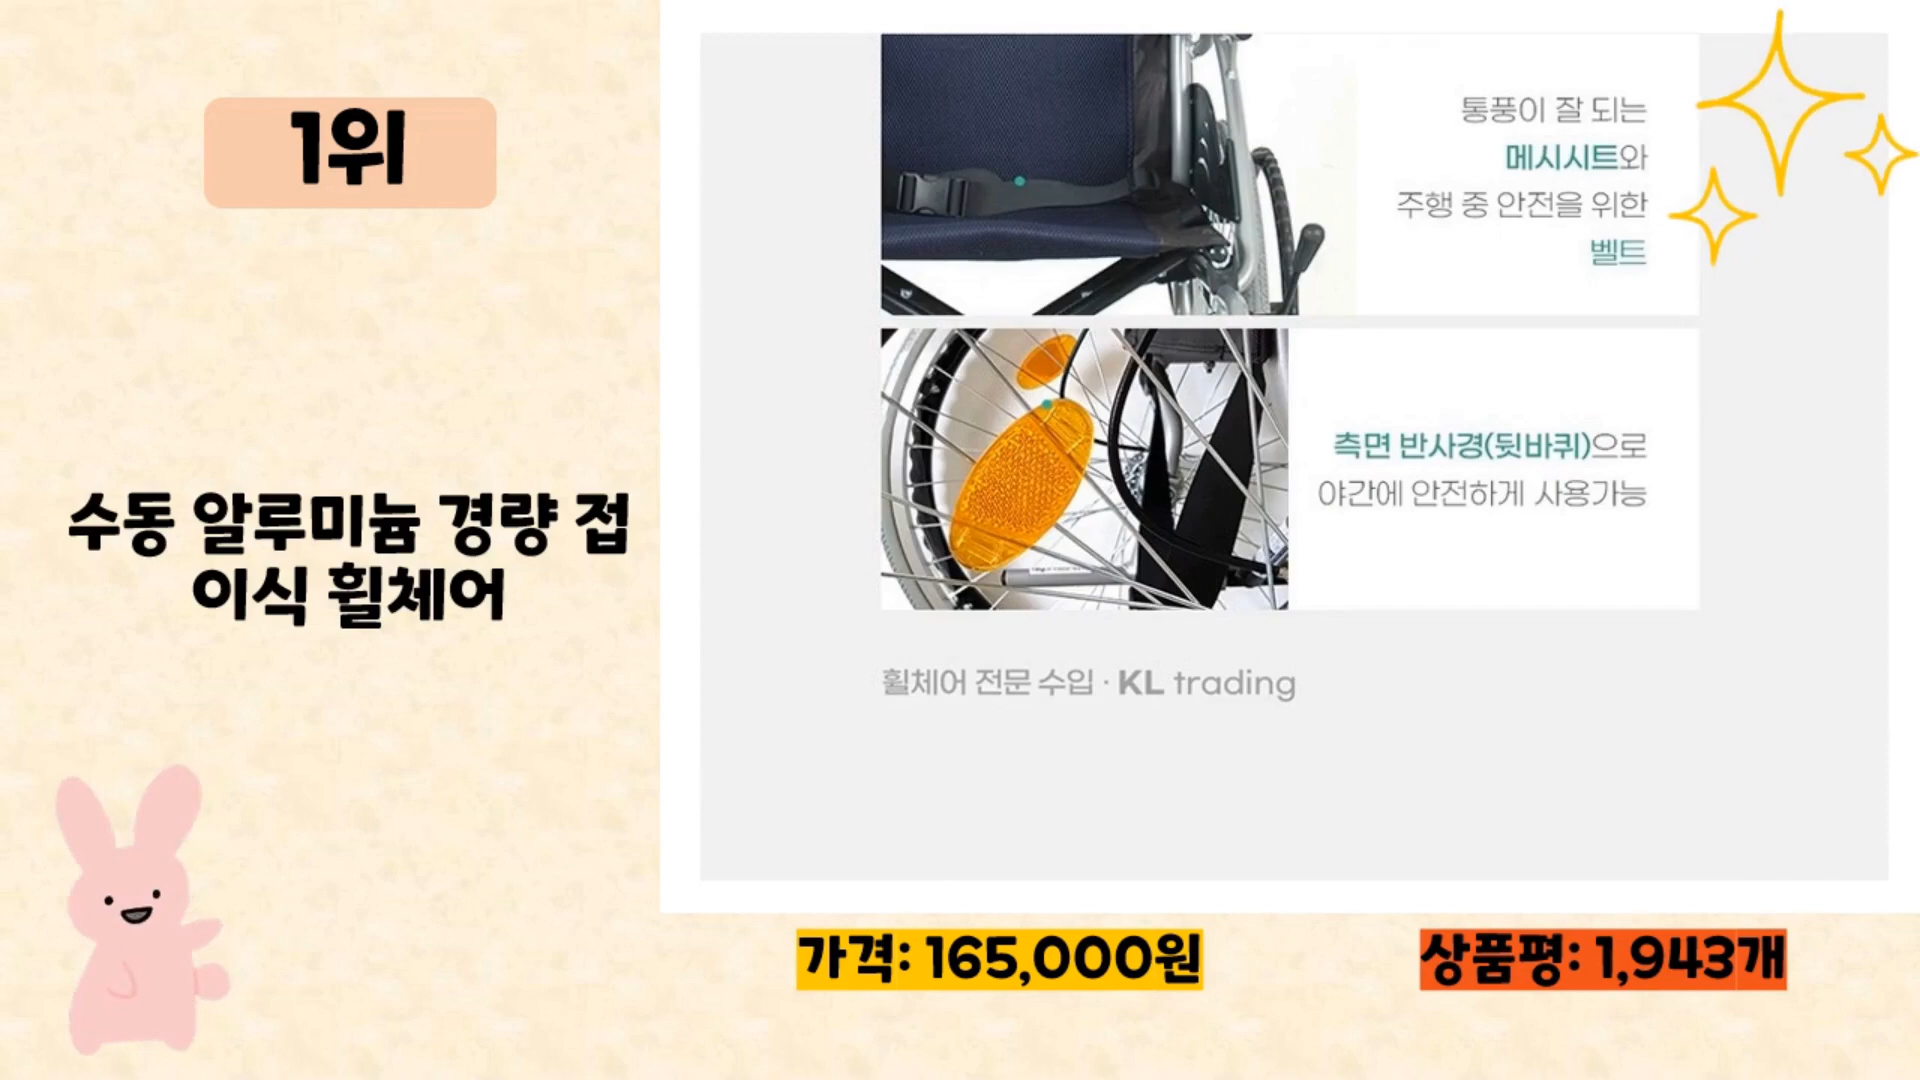 1위
수동 알루미늄 경량 접
이식 휠체어
통풍이 잘 되는
메시시트와
주행 중 안전을 위한
벨트
측면 반사경(뒷바퀴)으로
야간에 안전하게 사용가능
휠체어 전문 수입 · KL trading
가격: 165,000원
상품평: 1,943개